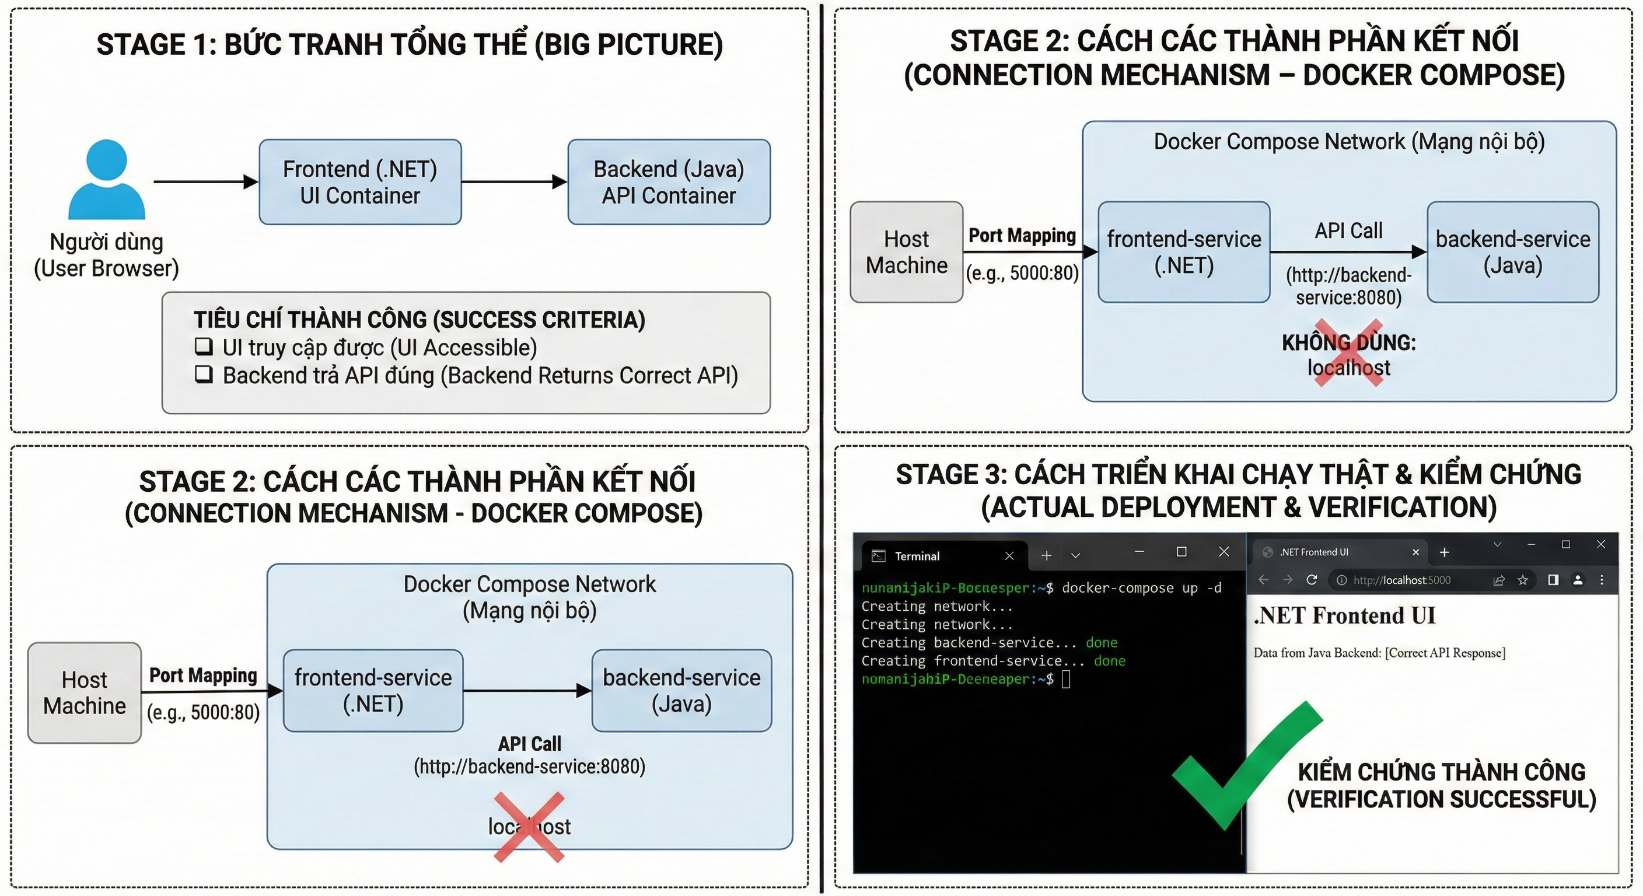 STAGE 1: BỨC TRANH TỔNG THỂ (BIG PICTURE)
Người dùng
(User Browser)
Frontend (.NET)
UI Container
Backend (Java)
API Container
TIÊU CHÍ THÀNH CÔNG (SUCCESS CRITERIA)
UI truy cập được (UI Accessible)
Backend trả API đúng (Backend Returns Correct API)
STAGE 2: CÁCH CÁC THÀNH PHẦN KẾT NỐI
(CONNECTION MECHANISM – DOCKER COMPOSE)
Docker Compose Network (Mạng nội bộ)
Host
Machine
Port Mapping
(e.g., 5000:80)
frontend-service
(.NET)
API Call
(http://backend-
service:8080)
backend-service
(Java)
KHÔNG DÙNG:
localhost
STAGE 2: CÁCH CÁC THÀNH PHẦN KẾT NỐI
(CONNECTION MECHANISM - DOCKER COMPOSE)
Docker Compose Network
(Mạng nội bộ)
Host
Machine
Port Mapping
(e.g., 5000:80)
frontend-service
(.NET)
backend-service
(Java)
API Call
(http://backend-service:8080)
localhost
STAGE 3: CÁCH TRIỂN KHAI CHẠY THẬT & KIỂM CHỨNG
(ACTUAL DEPLOYMENT & VERIFICATION)
Terminal
nunanijakiP-Bocnesper:~$ docker-compose up -d
Creating network...
Creating network...
Creating backend-service... done
Creating frontend-service... done
nomanijahiP-Deeneaper:~$
.NET Frontend UI
http://localhost:5000
.NET Frontend UI
Data from Java Backend: [Correct API Response]
KIỂM CHỨNG THÀNH CÔNG
(VERIFICATION SUCCESSFUL)